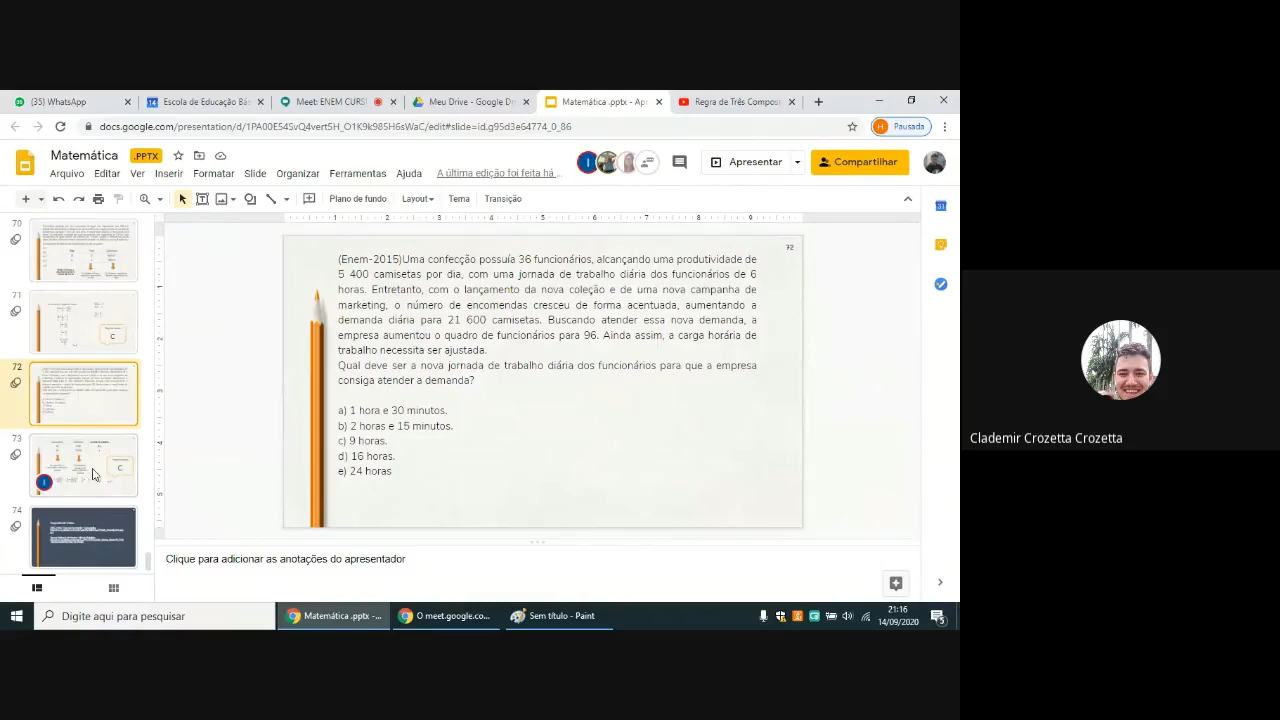 (35) WhatsApp
Escola de Educação Bás
Meet: ENEM CURSI
Meu Drive - Google Dr
Matemática .pptx - Apr
Regra de Três Compos
docs.google.com/presentation/d/1PA00E54SvQ4vert5H_O1K9k985H6sWaC/edit#slide=id.g95d3e64774_0_86
Pausada
Matemática .PPTX
Arquivo Editar Ver Inserir Formatar Slide Organizar Ferramentas Ajuda A última edição foi feita há ...
Apresentar
Compartilhar
Plano de fundo Layout Tema Transição
70
71
C
72
73
C
74
72
(Enem-2015)Uma confecção possuía 36 funcionários, alcançando uma produtividade de
5 400 camisetas por dia, com uma jornada de trabalho diária dos funcionários de 6
horas. Entretanto, com o lançamento da nova coleção e de uma nova campanha de
marketing, o número de encomendas cresceu de forma acentuada, aumentando a
demanda diária para 21 600 camisetas. Buscando atender essa nova demanda, a
empresa aumentou o quadro de funcionários para 96. Ainda assim, a carga horária de
trabalho necessita ser ajustada.
deve ser a nova jornada de trabalho diária dos funcionários para que a empresa
consiga atender a demanda?
a) 1 hora e 30 minutos.
b) 2 horas e 15 minutos.
c) 9 horas.
d) 16 horas.
e) 24 horas
Clique para adicionar as anotações do apresentador
Clademir Crozetta Crozetta
Digite aqui para pesquisar
Matemática .pptx -...
O meet.google.co...
Sem título - Paint
21:16
14/09/2020
5